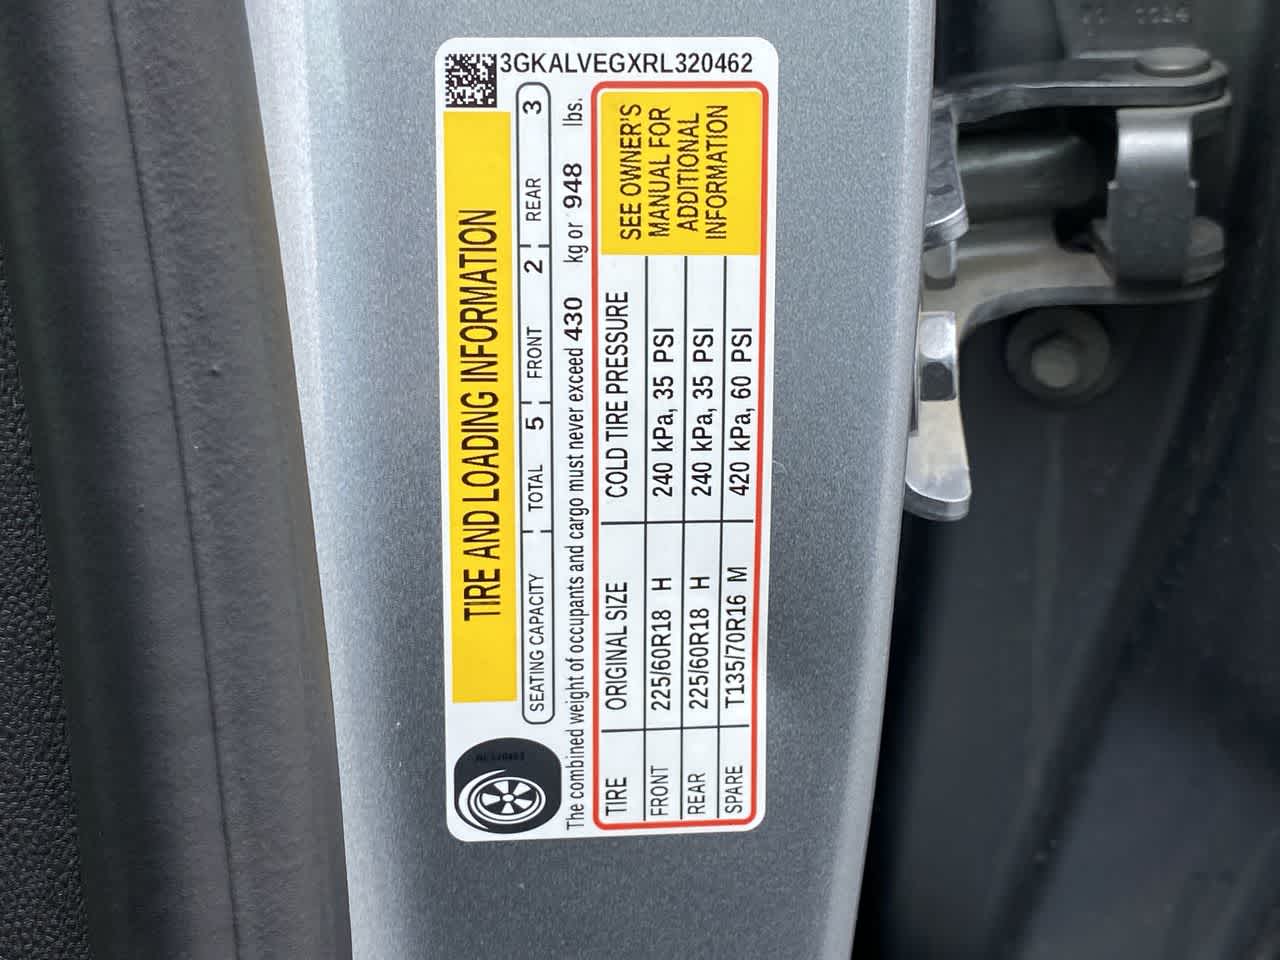 3GKALVEGXRL320462
TIRE AND LOADING INFORMATION
SEATING CAPACITY TOTAL 5 FRONT 2 REAR 3
The combined weight of occupants and cargo must never exceed 430 kg or 948 lbs.
TIRE ORIGINAL SIZE COLD TIRE PRESSURE
FRONT 225/60R18 H 240 kPa, 35 PSI
REAR 225/60R18 H 240 kPa, 35 PSI
SPARE T135/70R16 M 420 kPa, 60 PSI
SEE OWNER'S
MANUAL FOR
ADDITIONAL
INFORMATION